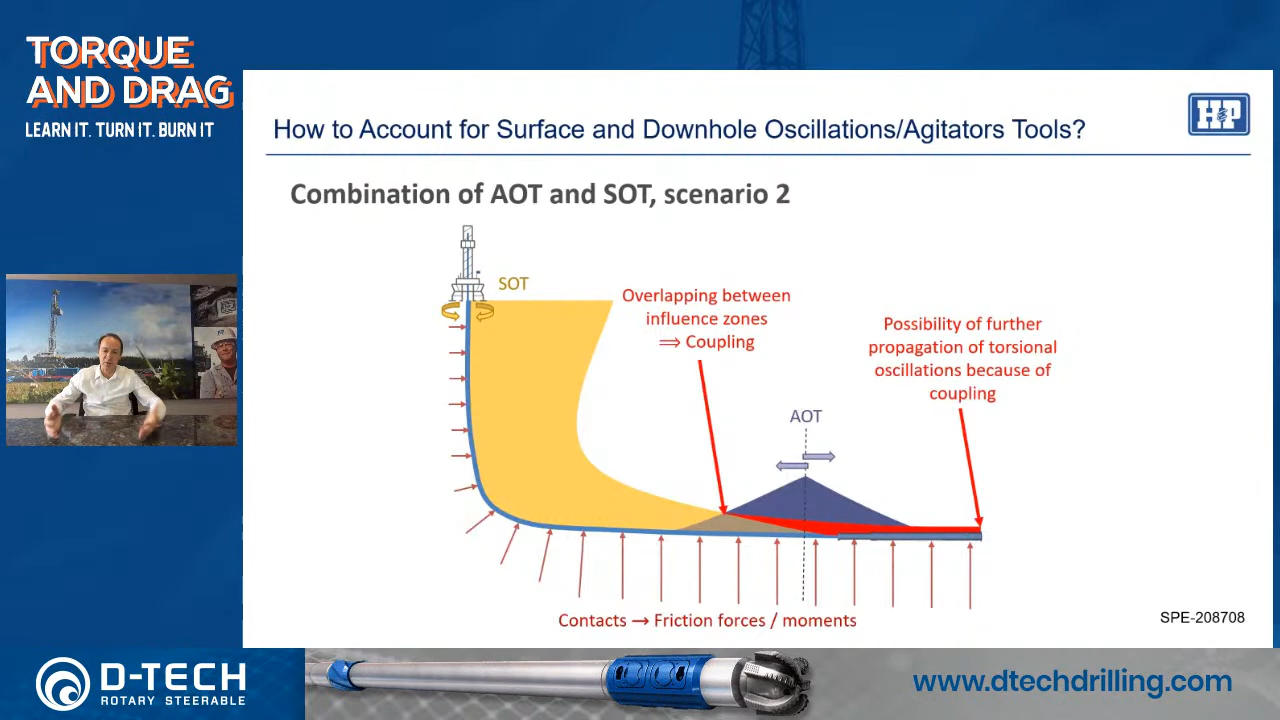 TORQUE
AND DRAG
LEARN IT. TURN IT. BURN IT
How to Account for Surface and Downhole Oscillations/Agitators Tools?
H&P
Combination of AOT and SOT, scenario 2
SOT
Overlapping between
influence zones
⟹ Coupling
Possibility of further
propagation of torsional
oscillations because of
coupling
AOT
Contacts → Friction forces / moments
SPE-208708
D-TECH
ROTARY STEERABLE
www.dtechdrilling.com